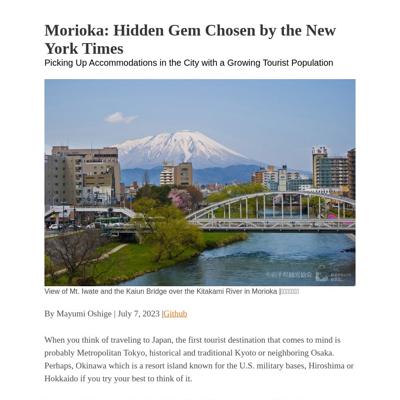 Morioka: Hidden Gem Chosen by the New
York Times
Picking Up Accommodations in the City with a Growing Tourist Population
View of Mt. Iwate and the Kaiun Bridge over the Kitakami River in Morioka |
By Mayumi Oshige | July 7, 2023 |Github
When you think of traveling to Japan, the first tourist destination that comes to mind is
probably Metropolitan Tokyo, historical and traditional Kyoto or neighboring Osaka.
Perhaps, Okinawa which is a resort island known for the U.S. military bases, Hiroshima or
Hokkaido if you try your best to think of it.